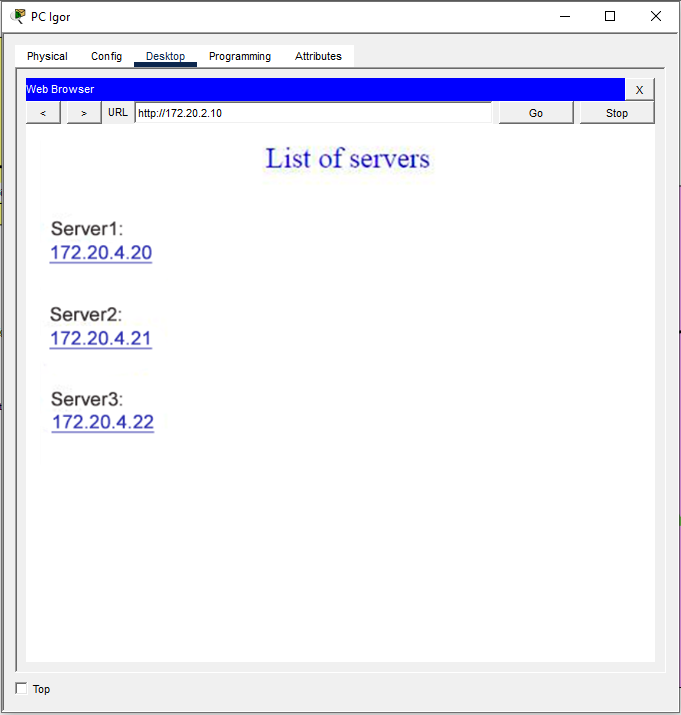 PC Igor
Physical Config Desktop Programming Attributes
Web Browser X
< > URL http://172.20.2.10 Go Stop
List of servers
Server1:
172.20.4.20
Server2:
172.20.4.21
Server3:
172.20.4.22
Top